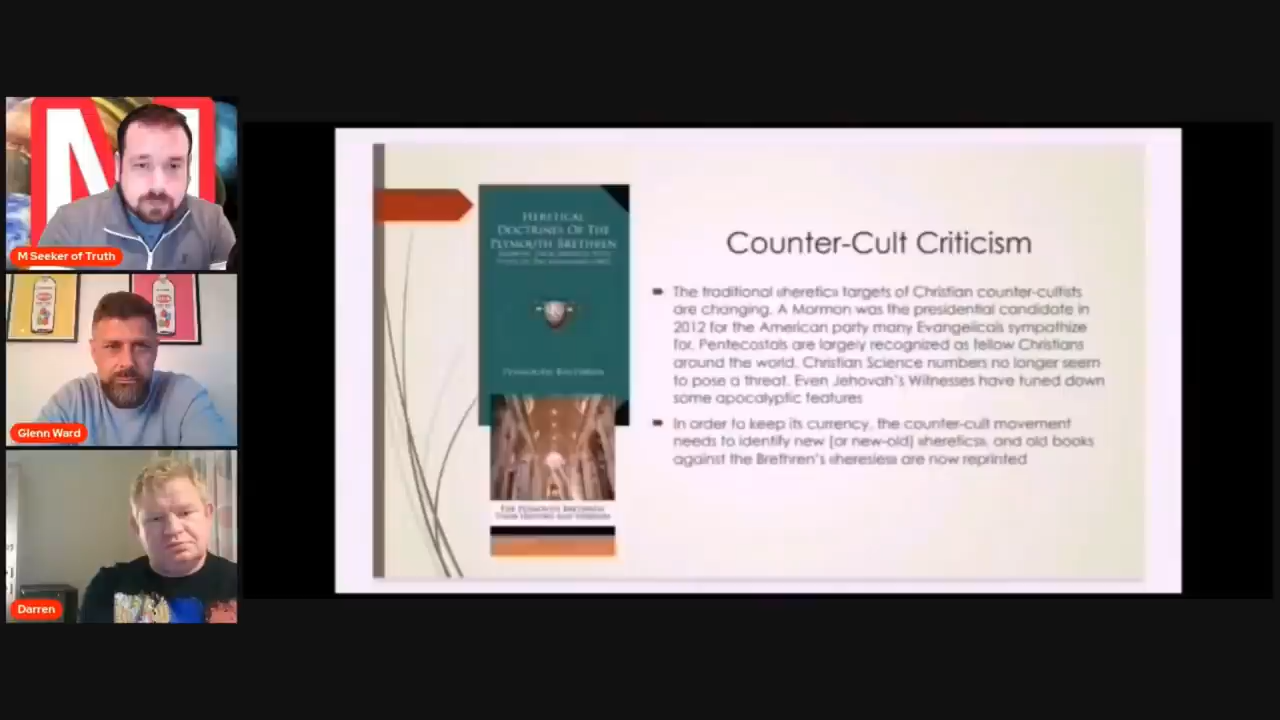 M Seeker of Truth
Glenn Ward
Darren
HERETICAL
DOCTRINES OF THE
PLYMOUTH BRETHREN
PLYMOUTH BRETHREN
THE PLYMOUTH BRETHREN
Counter-Cult Criticism
The traditional «heretic» targets of Christian counter-cultists
are changing. A Mormon was the presidential candidate in
2012 for the American party many Evangelicals sympathize
for. Pentecostals are largely recognized as fellow Christians
around the world. Christian Science numbers no longer seem
to pose a threat. Even Jehovah's Witnesses have tuned down
some apocalyptic features
In order to keep its currency, the counter-cult movement
needs to identify new (or new-old) «heretics», and old books
against the Brethren's «heresies» are now reprinted